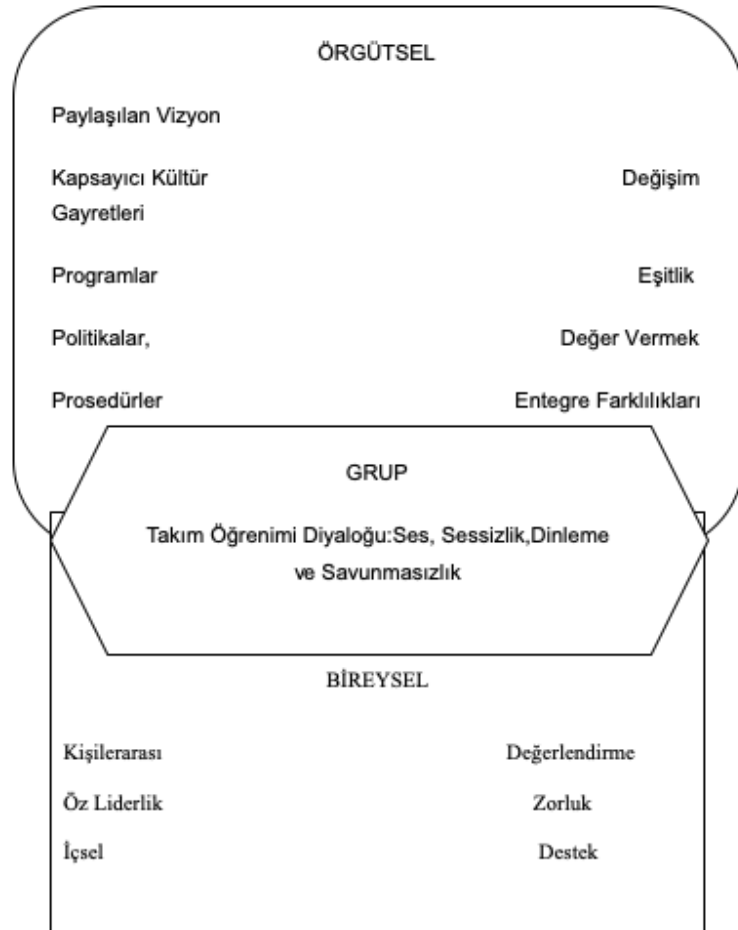 ÖRGÜTSEL
Paylaşılan Vizyon
Kapsayıcı Kültür Değişim
Gayretleri
Programlar Eşitlik
Politikalar, Değer Vermek
Prosedürler Entegre Farklılıkları
GRUP
Takım Öğrenimi Diyaloğu:Ses, Sessizlik,Dinleme
ve Savunmasızlık
BİREYSEL
Kişilerarası Değerlendirme
Öz Liderlik Zorluk
İçsel Destek